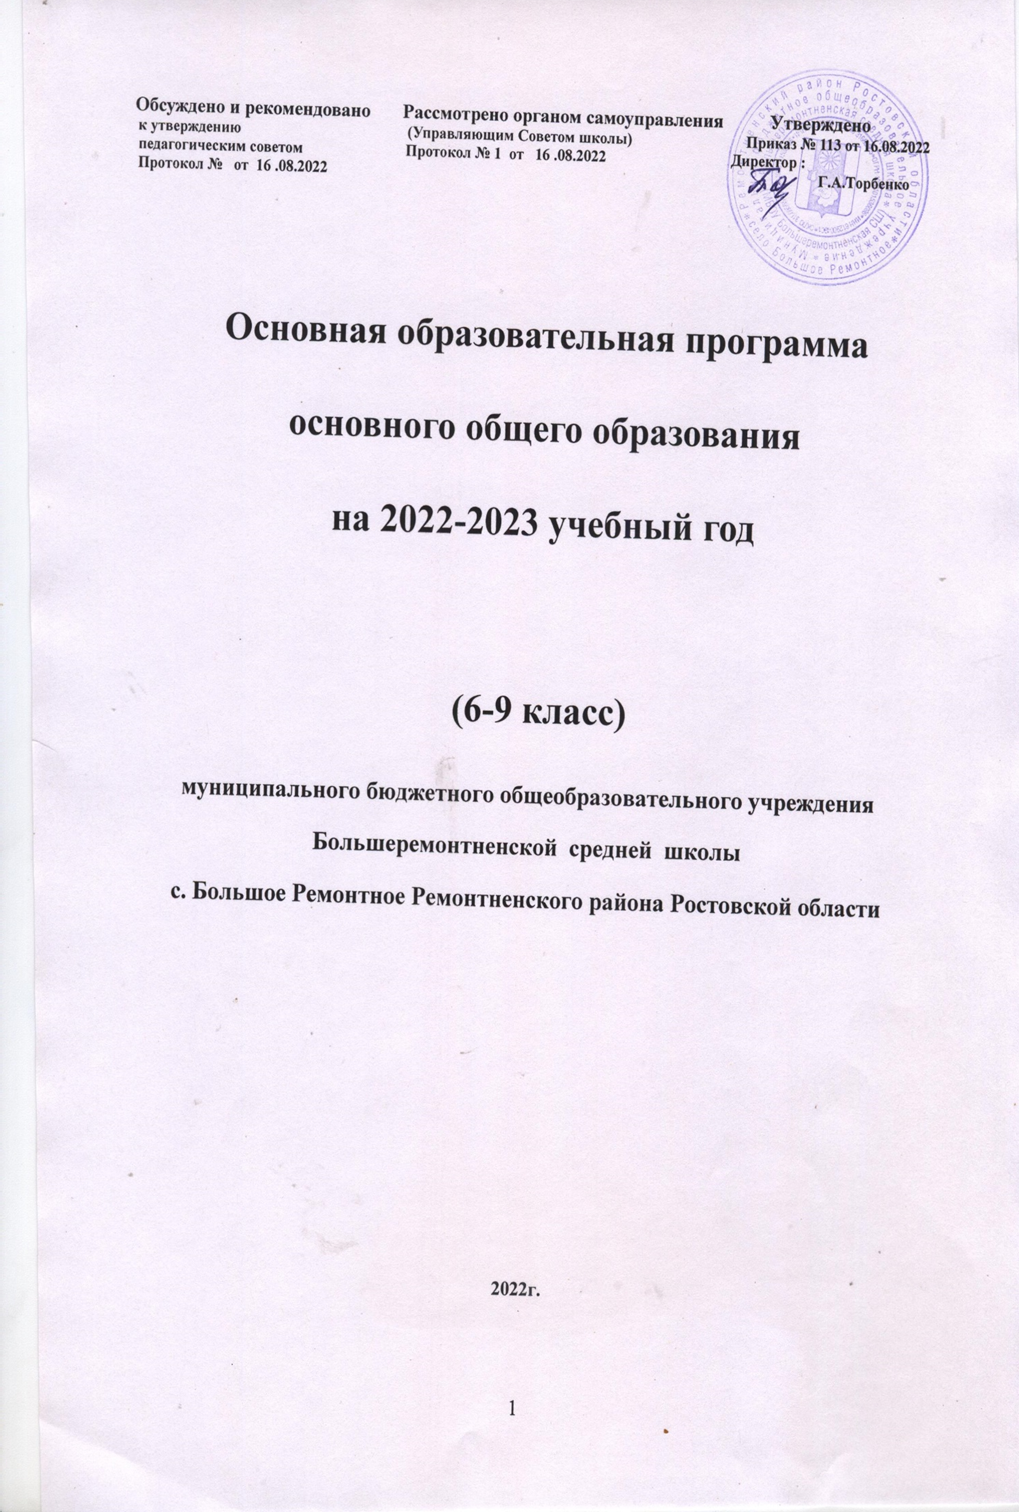 Обсуждено и рекомендовано
к утверждению
педагогическим советом
Протокол № от 16 .08.2022
Рассмотрено органом самоуправления
(Управляющим Советом школы)
Протокол № 1 от 16 .08.2022
Утверждено
Приказ № 113 от 16.08.2022
Директор :
Г.А.Торбенко
Основная образовательная программа
основного общего образования
на 2022-2023 учебный год
(6-9 класс)
муниципального бюджетного общеобразовательного учреждения
Большеремонтненской средней школы
с. Большое Ремонтное Ремонтненского района Ростовской области
2022г.
1